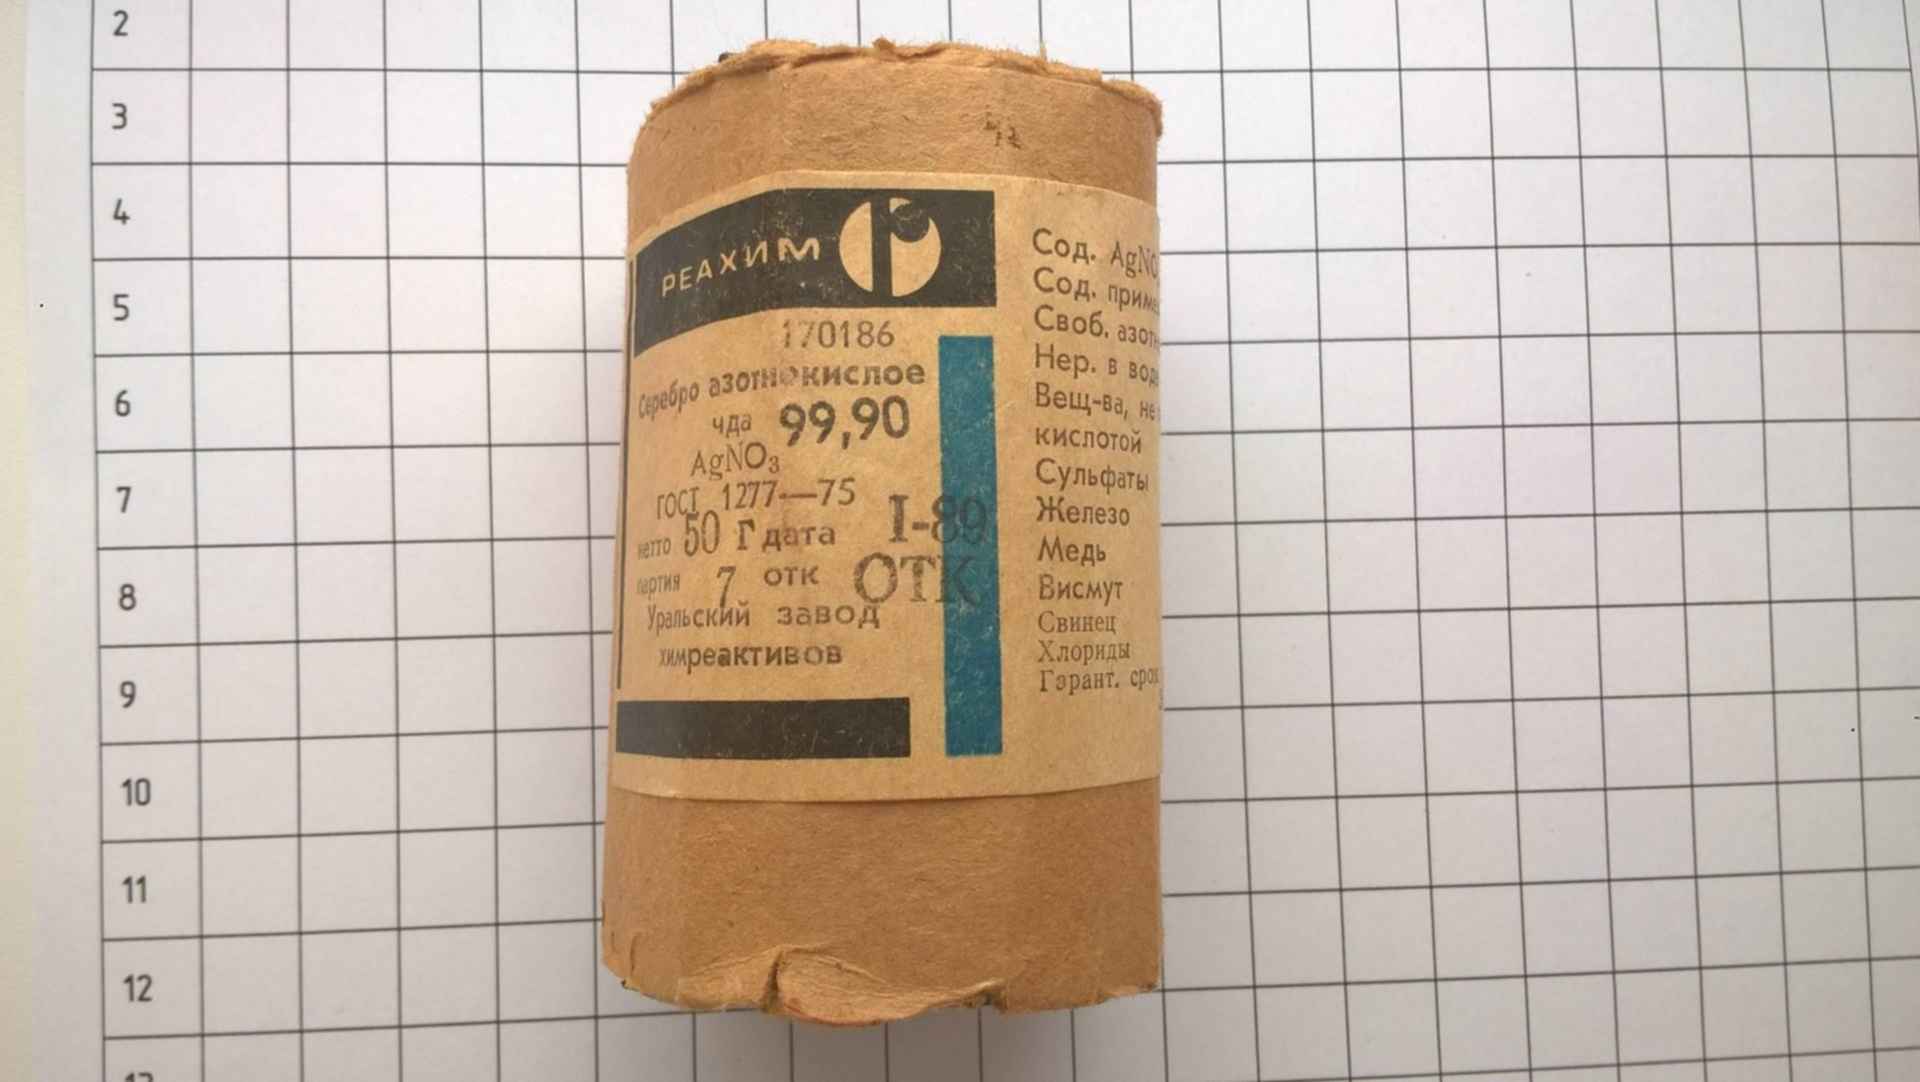 2
3
4
5
6
7
8
9
10
11
12
РЕАХИМ
170186
Серебро азотнокислое
чда 99,90
AgNO₃
ГОСТ 1277—75
нетто 50 г дата I-89
партия 7 отк ОТК
Уральский завод
химреактивов
Сод.
Сод.
Своб.
Нер. в
Вещ-ва, не
кислотой
Сульфаты
Железо
Медь
Висмут
Свинец
Хлориды
Гарант.